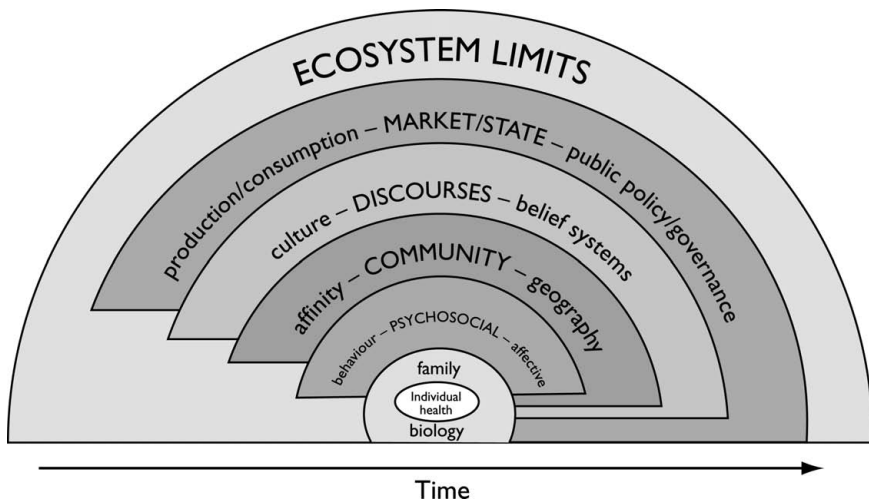 ECOSYSTEM LIMITS
production/consumption – MARKET/STATE – public policy/governance
culture – DISCOURSES – belief systems
affinity – COMMUNITY – geography
behaviour – PSYCHOSOCIAL – affective
family
Individual
health
biology
Time